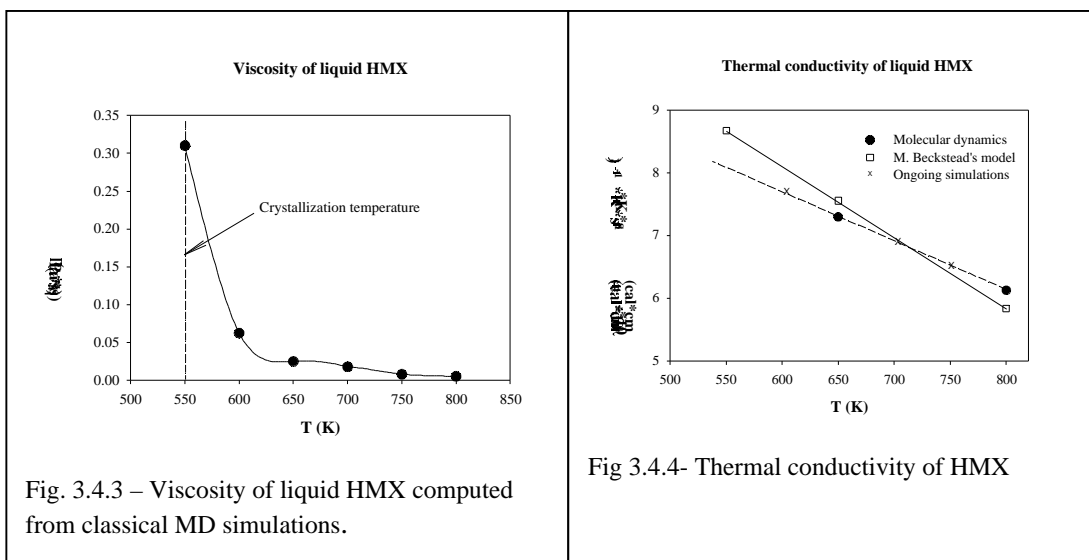 Viscosity of liquid HMX
0.35
0.30
0.25
0.20
0.15
0.10
0.05
0.00
Crystallization temperature
500 550 600 650 700 750 800 850
T (K)
Fig. 3.4.3 – Viscosity of liquid HMX computed
from classical MD simulations.
Thermal conductivity of liquid HMX
9
8
7
6
5
Molecular dynamics
M. Beckstead's model
Ongoing simulations
500 550 600 650 700 750 800
T (K)
Fig 3.4.4- Thermal conductivity of HMX